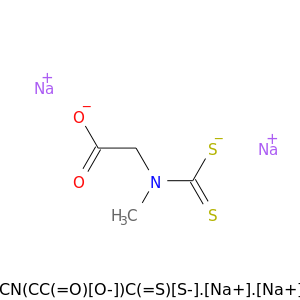 Na+
O−
S−
Na+
O
N
H3C
S
CN(CC(=O)[O-])C(=S)[S-].[Na+].[Na+]